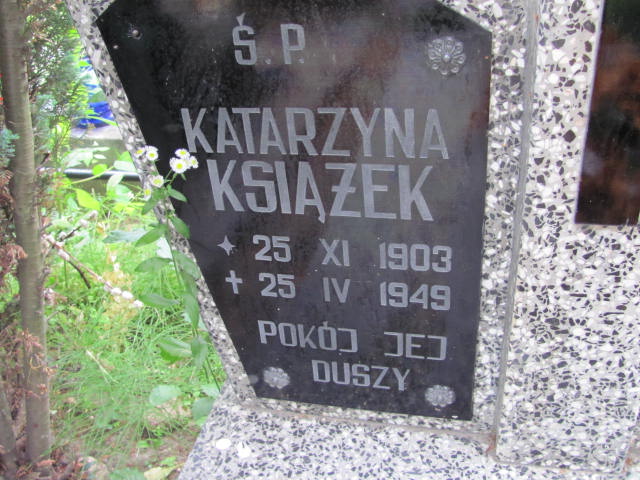 Ś.P.
KATARZYNA
KSIĄŻEK
25 XI 1903
✝ 25 IV 1949
POKÓJ JEJ
DUSZY